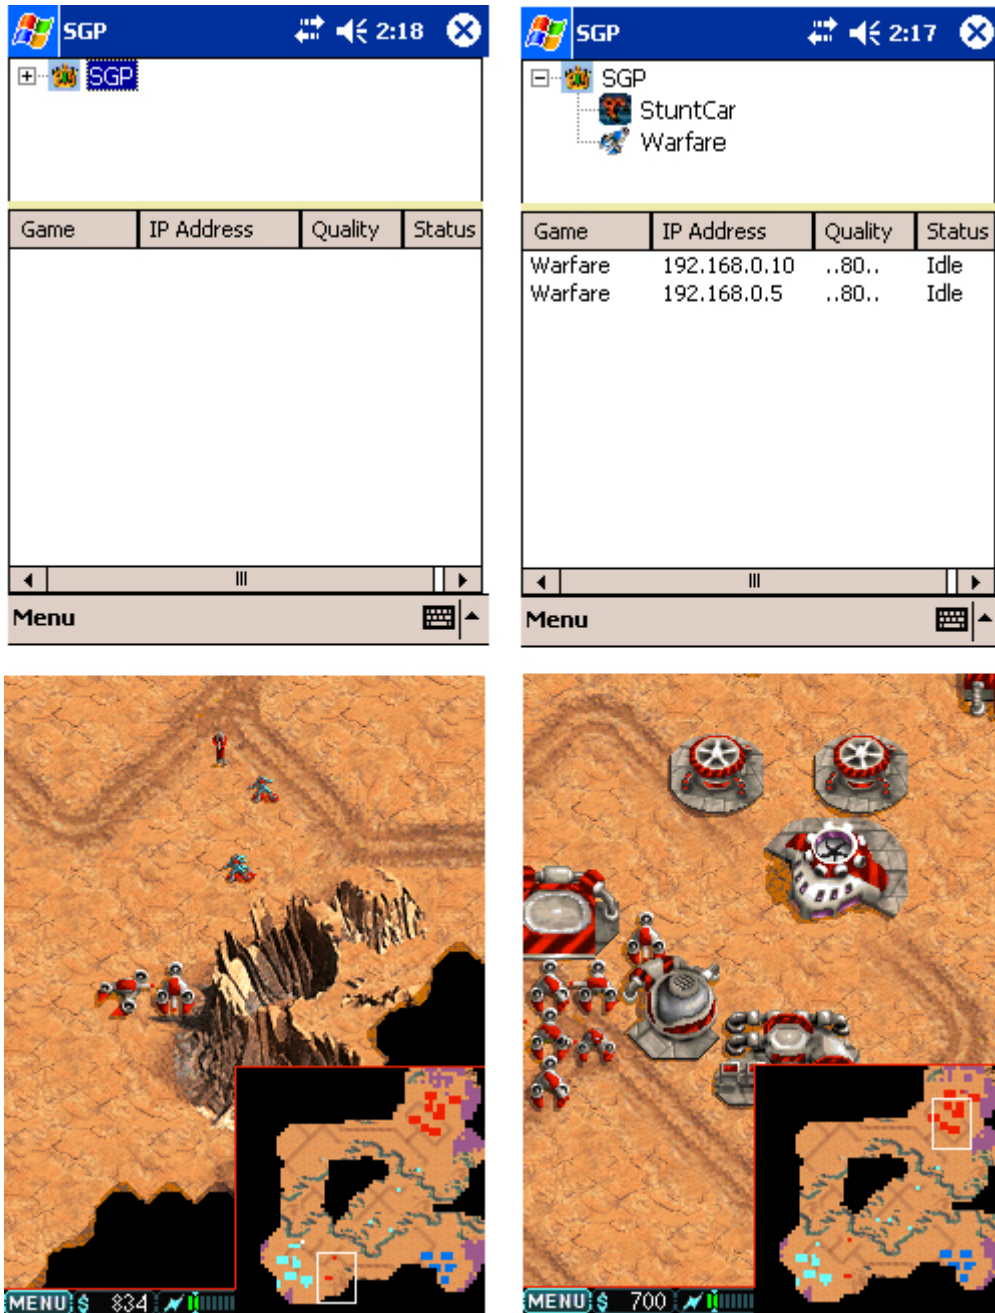 SGP 2:18
SGP
Game IP Address Quality Status
Menu
SGP 2:17
SGP
StuntCar
Warfare
Game IP Address Quality Status
Warfare 192.168.0.10 ..80.. Idle
Warfare 192.168.0.5 ..80.. Idle
Menu
MENU $ 834
MENU $ 700